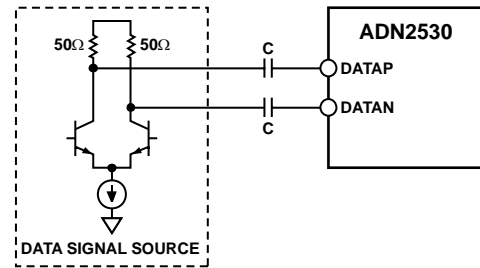 50Ω 50Ω
C
ADN2530
DATAP
DATAN
C
DATA SIGNAL SOURCE